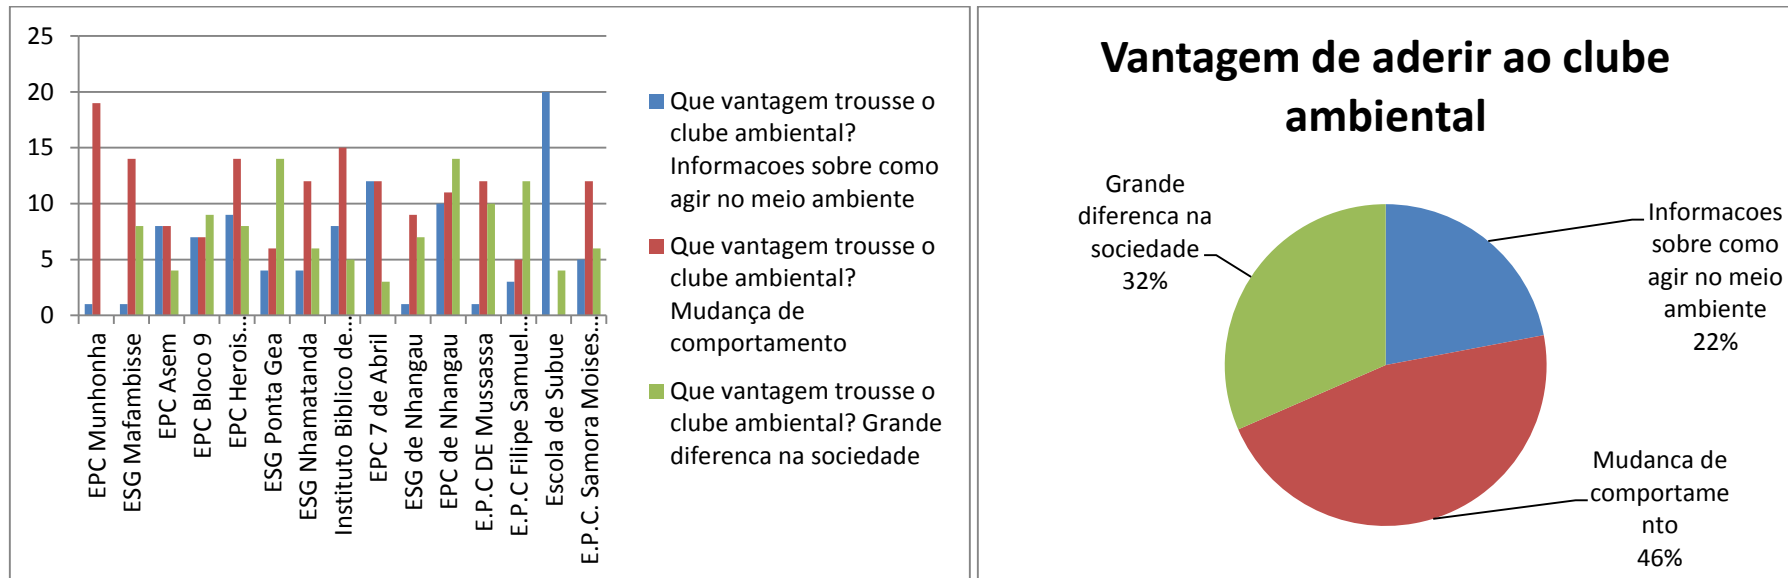 25
20
15
10
5
0
EPC Munhonha
ESG Mafambisse
EPC Asem
EPC Bloco 9
EPC Herois...
ESG Ponta Gea
ESG Nhamatanda
Instituto Biblico de...
EPC 7 de Abril
ESG de Nhangau
EPC de Nhangau
E.P.C DE Mussassa
E.P.C Filipe Samuel...
Escola de Subue
E.P.C. Samora Moises...
Que vantagem trousse o
clube ambiental?
Informacoes sobre como
agir no meio ambiente
Que vantagem trousse o
clube ambiental?
Mudança de
comportamento
Que vantagem trousse o
clube ambiental? Grande
diferenca na sociedade
Vantagem de aderir ao clube
ambiental
Grande
diferenca na
sociedade
32%
Informacoes
sobre como
agir no meio
ambiente
22%
Mudanca de
comportame
nto
46%